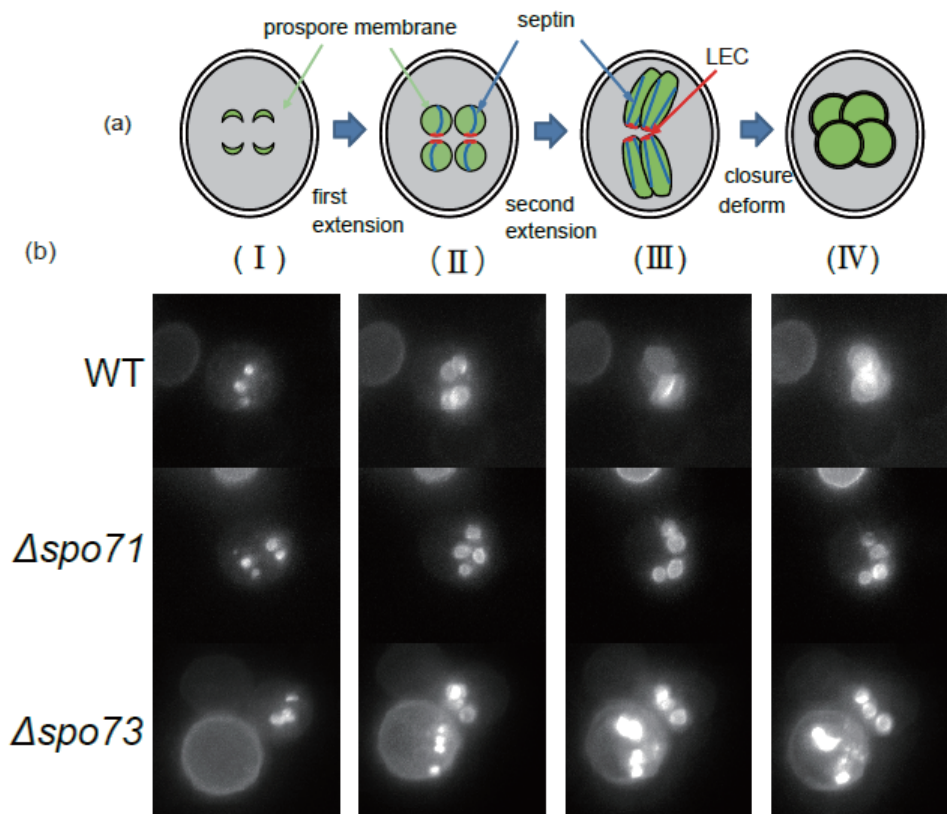 prospore membrane
septin
LEC
(a)
first
extension
second
extension
closure
deform
(b)
(Ⅰ)
(Ⅱ)
(Ⅲ)
(Ⅳ)
WT
Δspo71
Δspo73